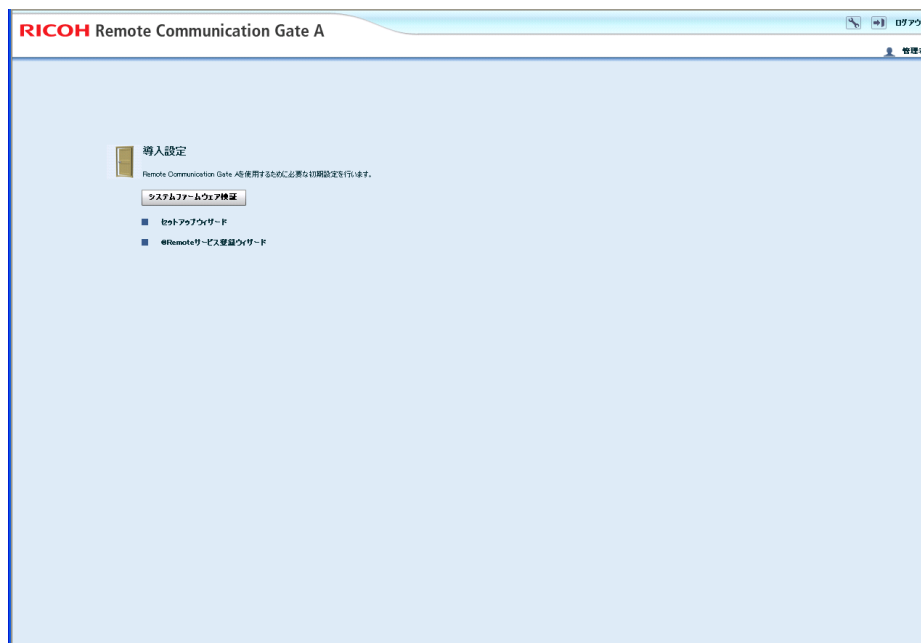 RICOH Remote Communication Gate A
ログアウ
管理
導入設定
Remote Communication Gate Aを使用するために必要な初期設定を行います。
システムファームウェア検証
セットアップウィザード
@Remoteサービス登録ウィザード